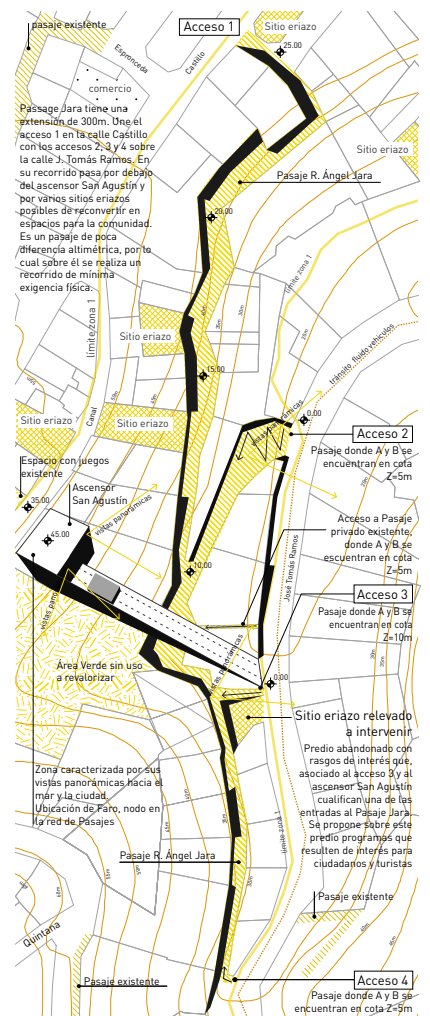 pasaje existente
Acceso 1
Sitio eriazo
25.00
Espronceda
Castillo
comercio
Passage Jara tiene una
extensión de 300m. Une el
acceso 1 en la calle Castillo
con los accesos 2, 3 y 4 sobre
la calle J. Tomás Ramos. En
su recorrido pasa por debajo
del ascensor San Agustín y
por varios sitios eriazos
posibles de reconvertir en
espacios para la comunidad.
Es un pasaje de poca
diferencia altimétrica, por lo
cual sobre él se realiza un
recorrido de mínima
exigencia física.
Sitio eriazo
Pasaje R. Ángel Jara
20.00
límite zona 1
límite zona 1
Sitio eriazo
tránsito fluido vehículos
15.00
Sitio eriazo
Canal
Sitio eriazo
0.00
vistas panorámicas
Acceso 2
Pasaje donde A y B se
encuentran en cota
Z=5m
Espacio con juegos
existente
Ascensor
San Agustín
35.00
45.00
vistas panorámicas
Acceso a Pasaje
privado existente,
donde A y B se
escuentran en cota
Z=5m
José Tomás Ramos
10.00
Acceso 3
Pasaje donde A y B se
encuentran en cota
Z=10m
vistas panorámicas
Área Verde sin uso
a revalorizar
0.00
Sitio eriazo relevado
a intervenir
Predio abandonado con
rasgos de interés que,
asociado al acceso 3 y al
ascensor San Agustín
cualifican una de las
entradas al Pasaje Jara.
Se propone sobre este
predio programas que
resulten de interés para
ciudadanos y turistas
Zona caracterizada por sus
vistas panorámicas hacia el
mar y la ciudad.
Ubicación de Faro, nodo en
la red de Pasajes
límite zona 1
Pasaje R. Ángel Jara
Pasaje existente
Quintana
Pasaje existente
Acceso 4
Pasaje donde A y B se
encuentran en cota Z=5m